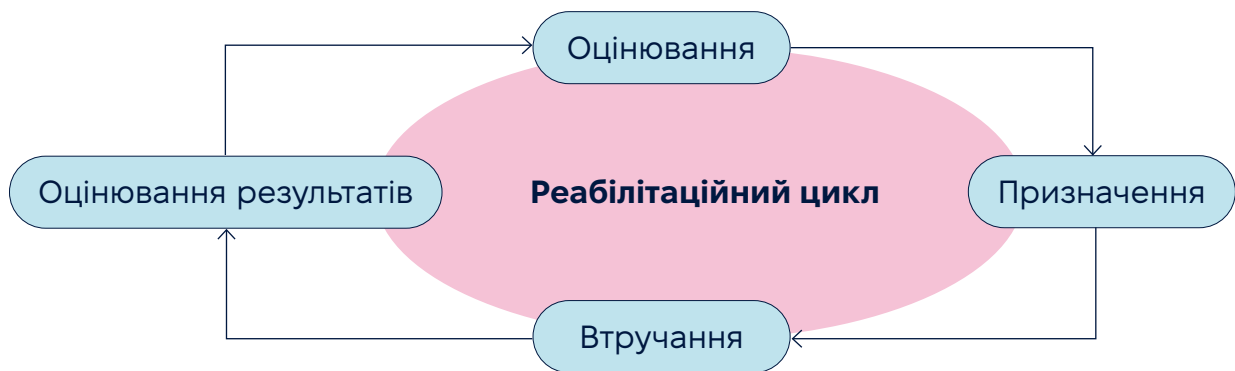 Оцінювання
Оцінювання результатів
Реабілітаційний цикл
Призначення
Втручання